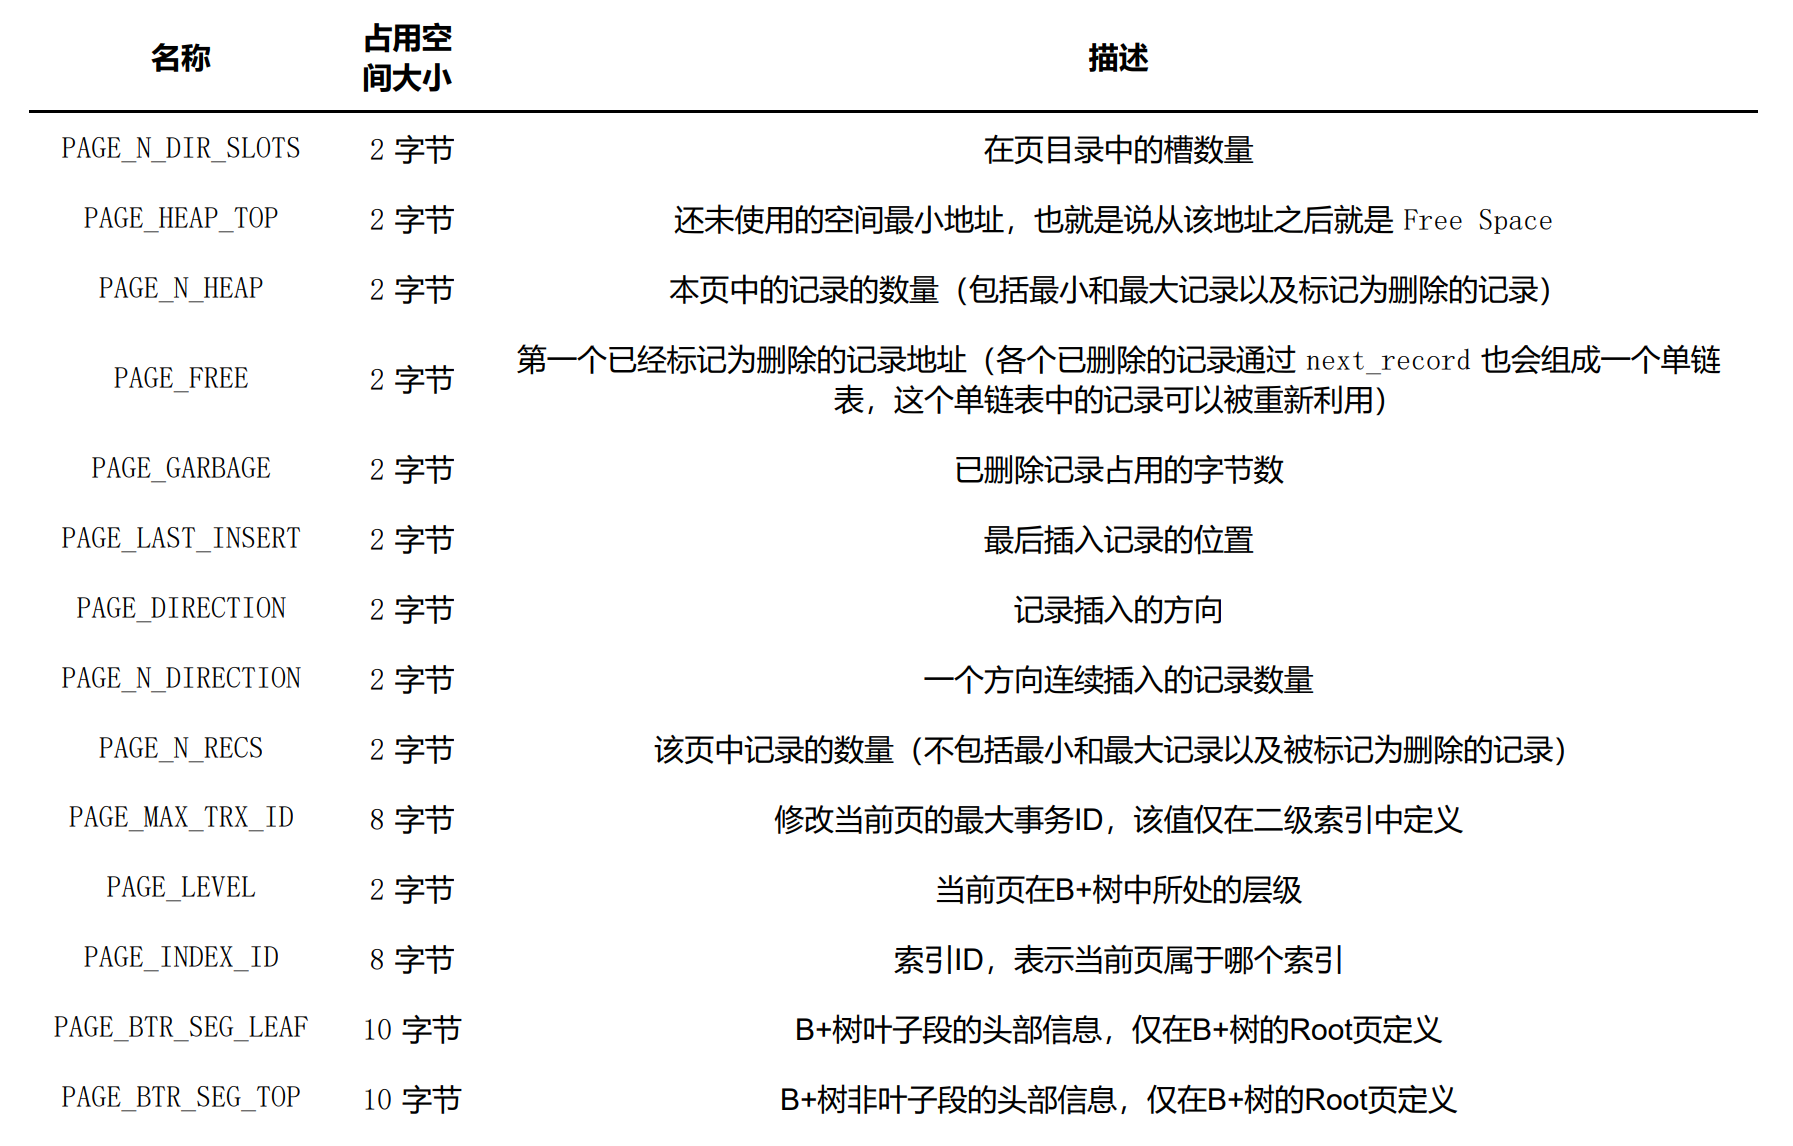 名称 占用空间大小 描述
PAGE_N_DIR_SLOTS 2 字节 在页目录中的槽数量
PAGE_HEAP_TOP 2 字节 还未使用的空间最小地址，也就是说从该地址之后就是 Free Space
PAGE_N_HEAP 2 字节 本页中的记录的数量（包括最小和最大记录以及标记为删除的记录）
PAGE_FREE 2 字节 第一个已经标记为删除的记录地址（各个已删除的记录通过 next_record 也会组成一个单链
表，这个单链表中的记录可以被重新利用）
PAGE_GARBAGE 2 字节 已删除记录占用的字节数
PAGE_LAST_INSERT 2 字节 最后插入记录的位置
PAGE_DIRECTION 2 字节 记录插入的方向
PAGE_N_DIRECTION 2 字节 一个方向连续插入的记录数量
PAGE_N_RECS 2 字节 该页中记录的数量（不包括最小和最大记录以及被标记为删除的记录）
PAGE_MAX_TRX_ID 8 字节 修改当前页的最大事务ID，该值仅在二级索引中定义
PAGE_LEVEL 2 字节 当前页在B+树中所处的层级
PAGE_INDEX_ID 8 字节 索引ID，表示当前页属于哪个索引
PAGE_BTR_SEG_LEAF 10 字节 B+树叶子段的头部信息，仅在B+树的Root页定义
PAGE_BTR_SEG_TOP 10 字节 B+树非叶子段的头部信息，仅在B+树的Root页定义